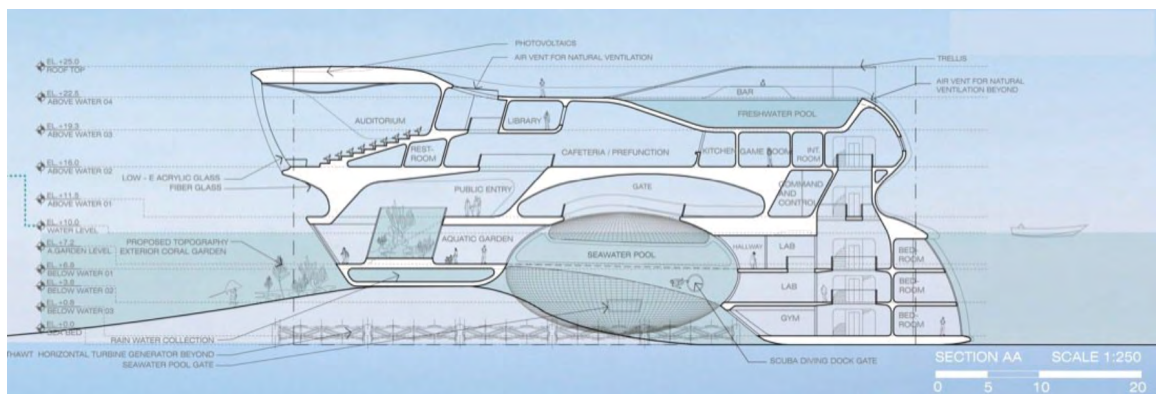 PHOTOVOLTAICS
AIR VENT FOR NATURAL VENTILATION
EL +25.0
ROOF TOP
TRELLIS
AIR VENT FOR NATURAL
VENTILATION BEYOND
EL +22.5
ABOVE WATER 04
BAR
FRESHWATER POOL
AUDITORIUM
LIBRARY
EL +19.3
ABOVE WATER 03
REST-
ROOM
CAFETERIA / PREFUNCTION
KITCHEN
GAME ROOM
INT.
ROOM
EL +16.0
ABOVE WATER 02
LOW - E ACRYLIC GLASS
FIBER GLASS
PUBLIC ENTRY
GATE
COMMAND
AND
CONTROL
EL +11.5
ABOVE WATER 01
EL +10.0
WATER LEVEL
PROPOSED TOPOGRAPHY
EXTERIOR CORAL GARDEN
AQUATIC GARDEN
SEAWATER POOL
HALLWAY
LAB
BED-
ROOM
EL +7.2
A.GARDEN LEVEL
EL +6.6
BELOW WATER 01
EL +3.6
BELOW WATER 02
LAB
BED-
ROOM
EL +0.6
BELOW WATER 03
GYM
BED-
ROOM
EL +0.0
SEA BED
RAIN WATER COLLECTION
THAWT HORIZONTAL TURBINE GENERATOR BEYOND
SEAWATER POOL GATE
SCUBA DIVING DOCK GATE
SECTION AA SCALE 1:250
0 5 10 20